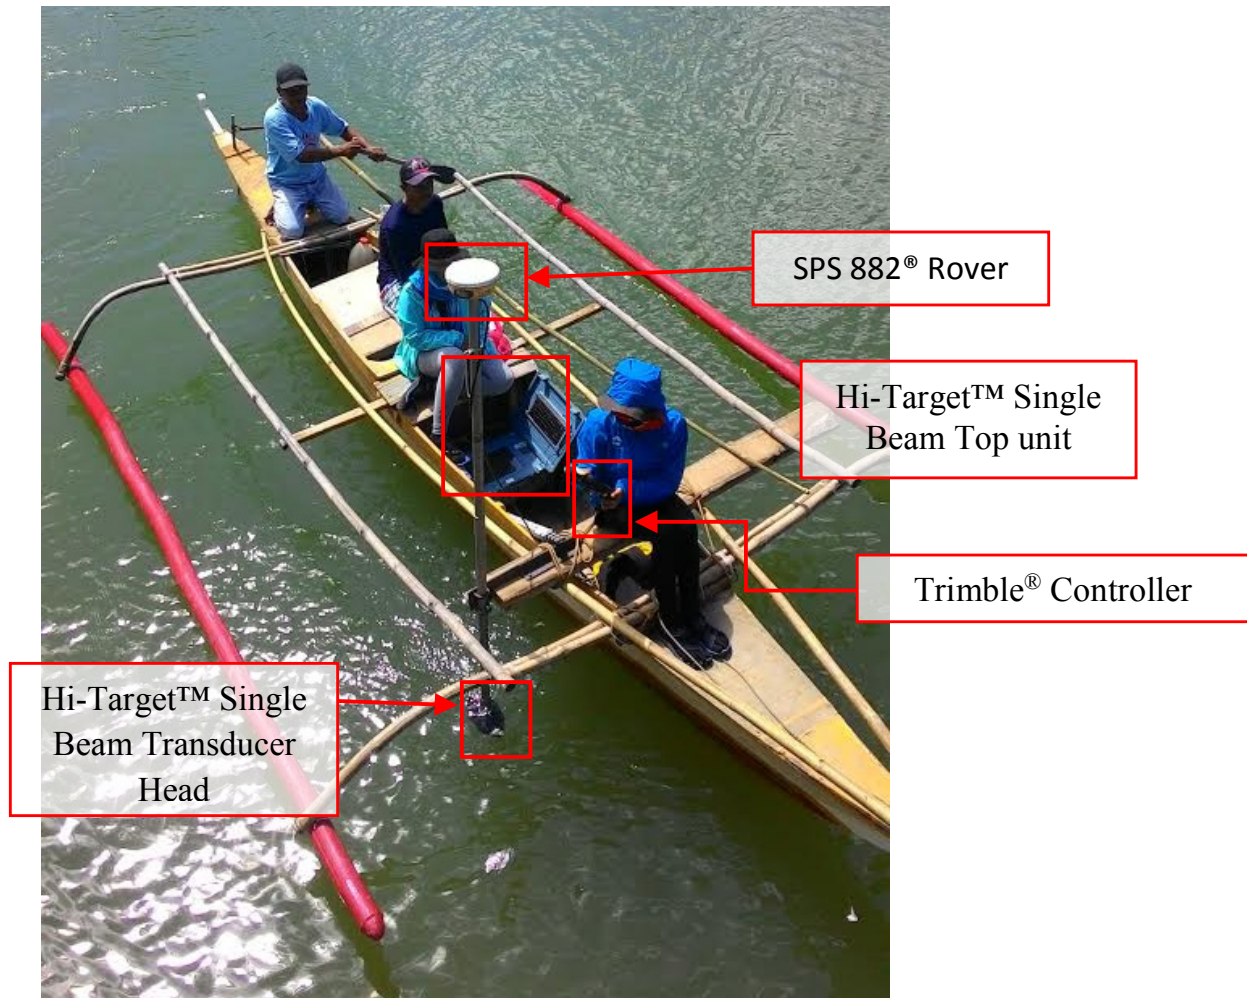 SPS 882® Rover
Hi-Target™ Single
Beam Top unit
Trimble® Controller
Hi-Target™ Single
Beam Transducer
Head